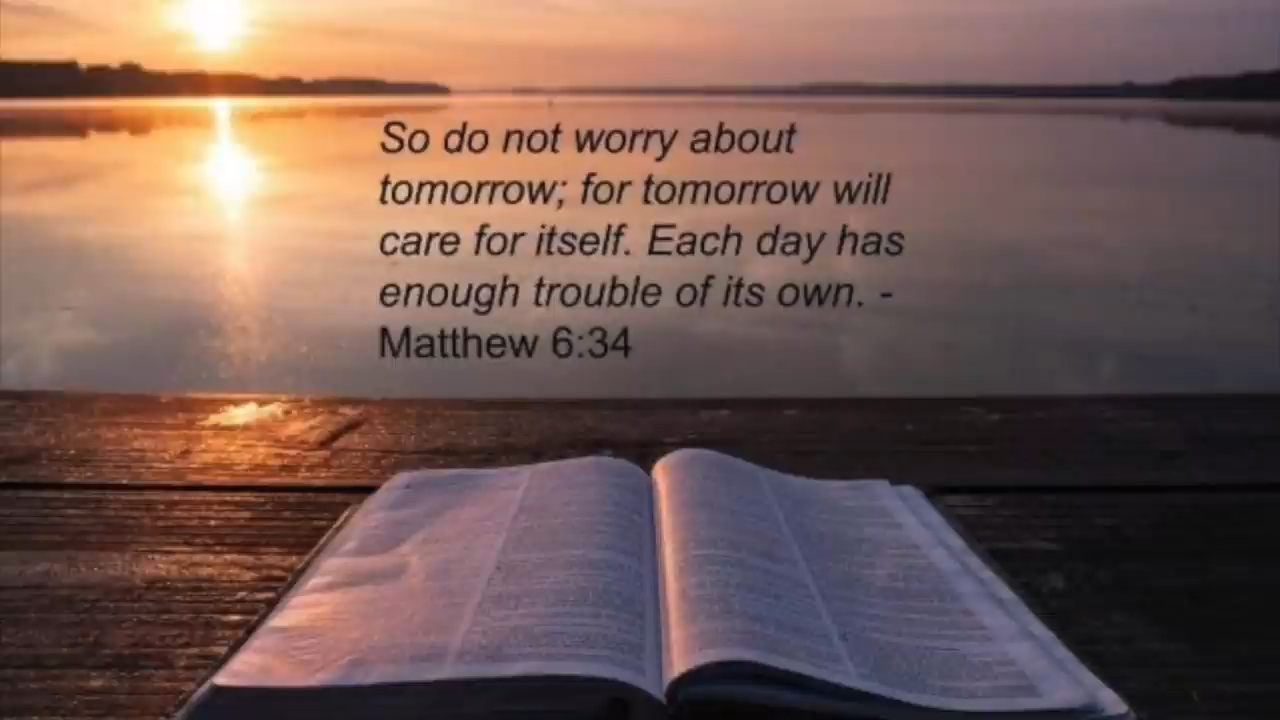 So do not worry about
tomorrow; for tomorrow will
care for itself. Each day has
enough trouble of its own. -
Matthew 6:34